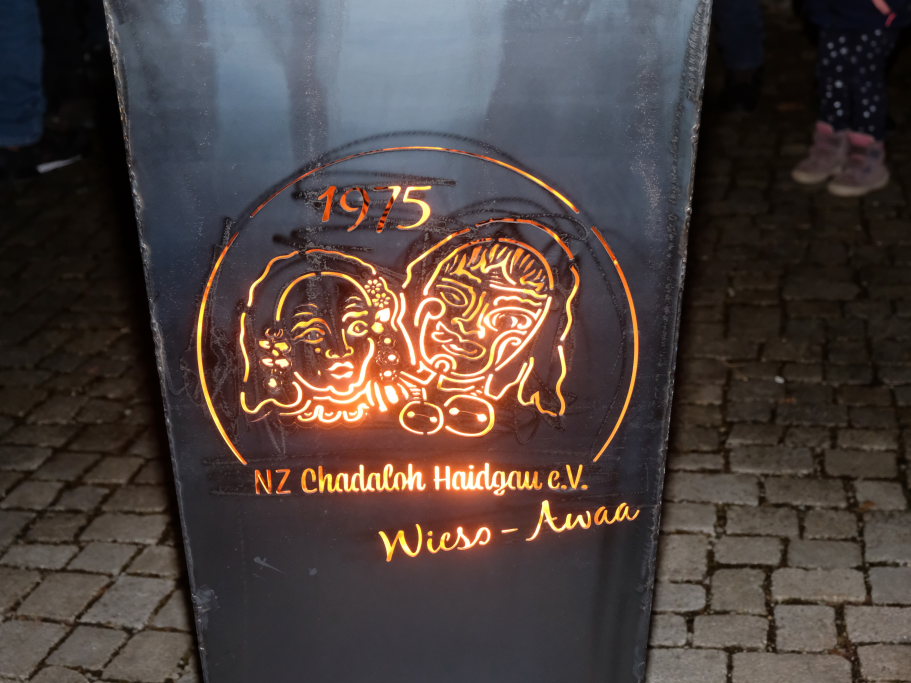 1975
NZ Chadaloh Haidgau e.V.
Wieso - Awaa